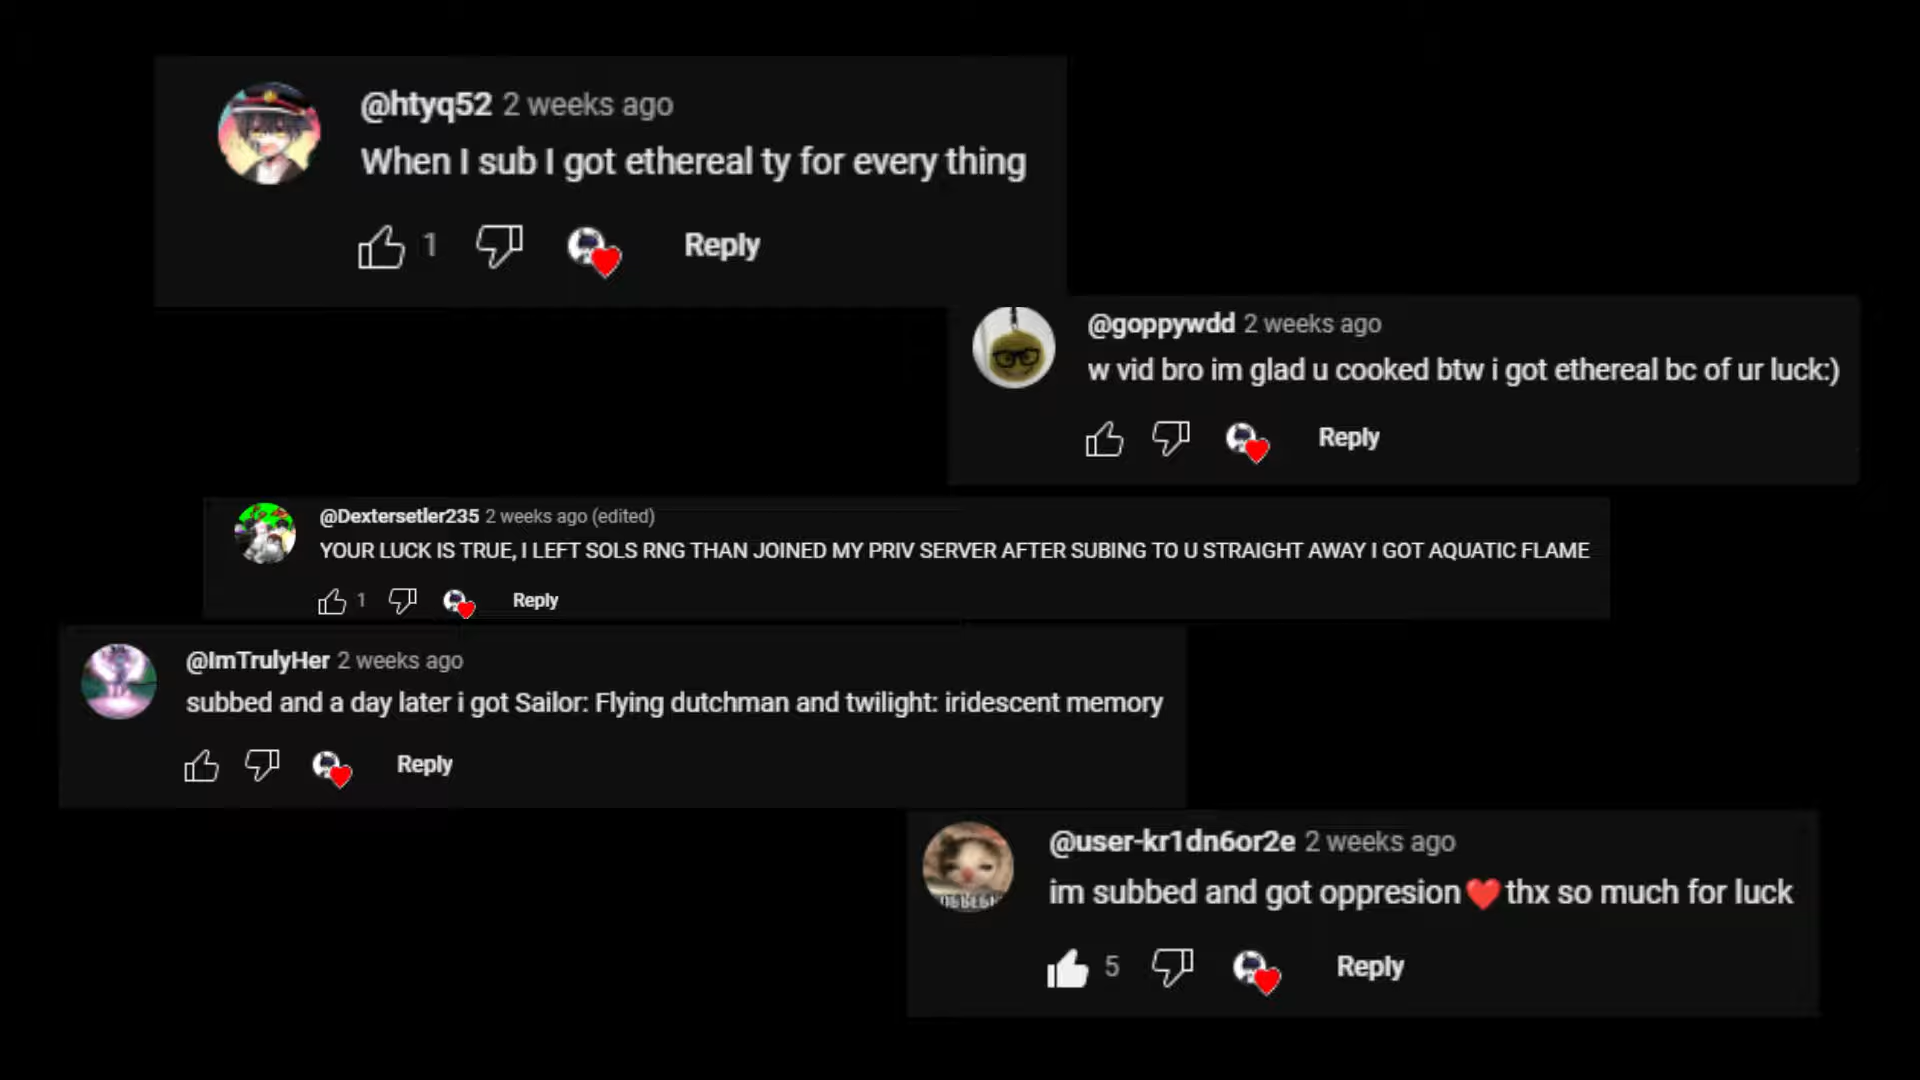 @htyq52 2 weeks ago
When I sub I got ethereal ty for every thing
1 Reply
@goppywdd 2 weeks ago
w vid bro im glad u cooked btw i got ethereal bc of ur luck:)
Reply
@Dextersetler235 2 weeks ago (edited)
YOUR LUCK IS TRUE, I LEFT SOLS RNG THAN JOINED MY PRIV SERVER AFTER SUBING TO U STRAIGHT AWAY I GOT AQUATIC FLAME
1 Reply
@ImTrulyHer 2 weeks ago
subbed and a day later i got Sailor: Flying dutchman and twilight: iridescent memory
Reply
@user-kr1dn6or2e 2 weeks ago
im subbed and got oppresion❤️thx so much for luck
5 Reply